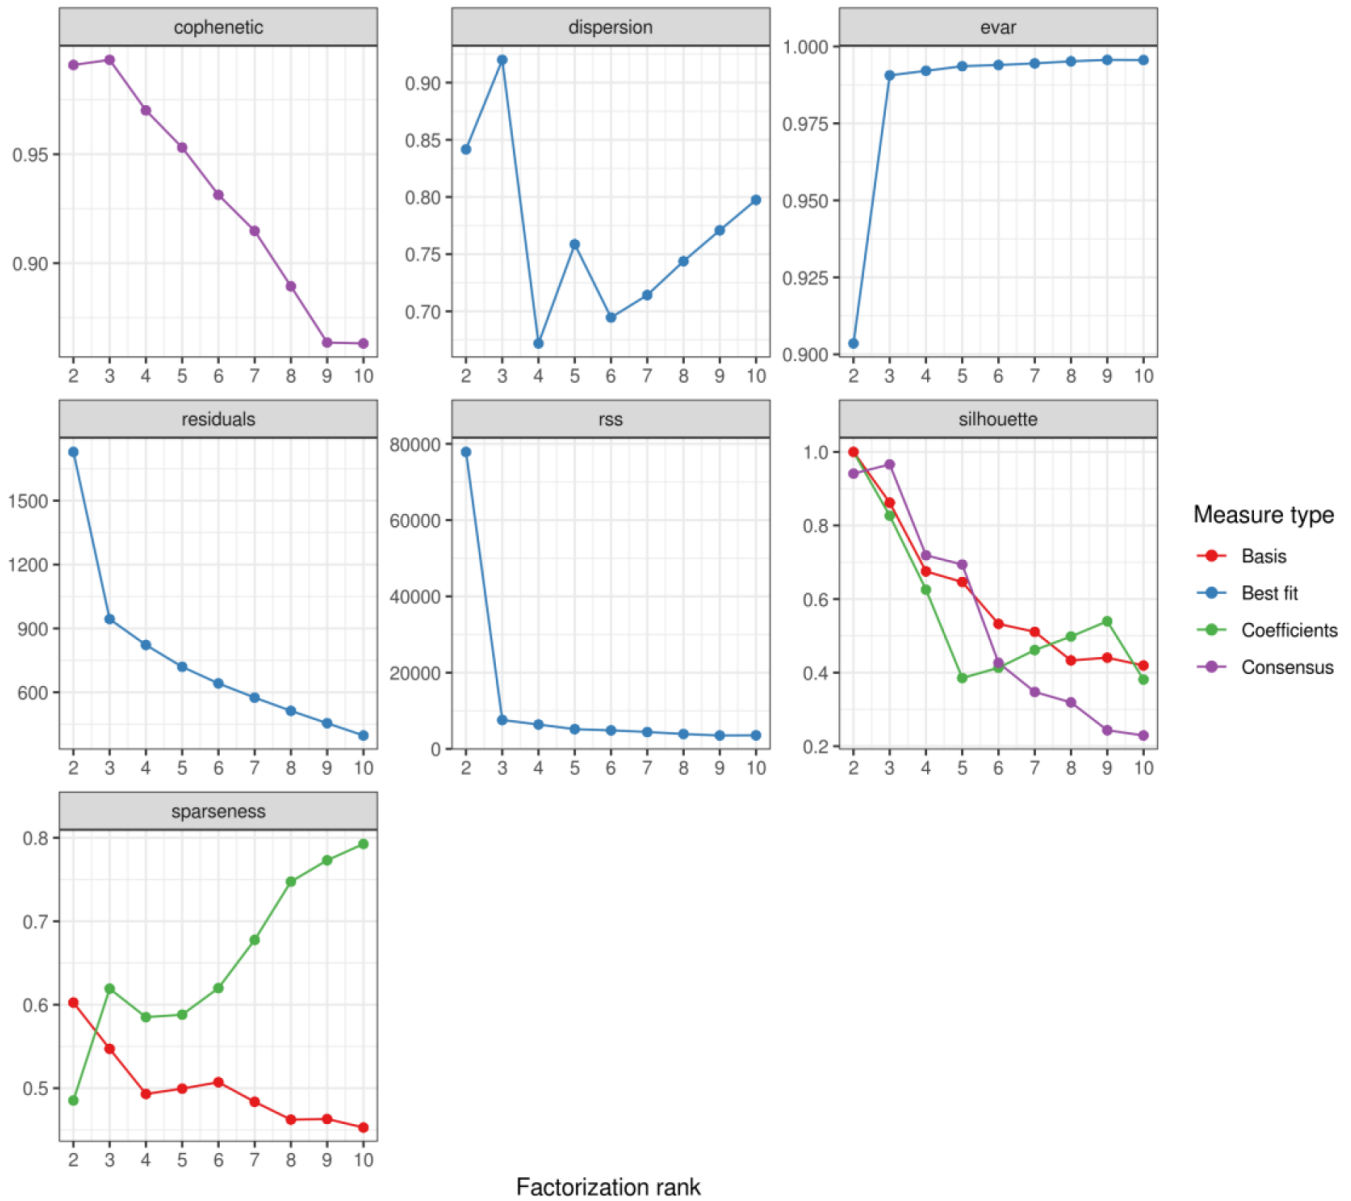 cophenetic
dispersion
evar
0.95
0.90
2 3 4 5 6 7 8 9 10
0.90
0.85
0.80
0.75
0.70
2 3 4 5 6 7 8 9 10
1.000
0.975
0.950
0.925
0.900
2 3 4 5 6 7 8 9 10
residuals
rss
silhouette
1500
1200
900
600
2 3 4 5 6 7 8 9 10
80000
60000
40000
20000
0
2 3 4 5 6 7 8 9 10
1.0
0.8
0.6
0.4
0.2
2 3 4 5 6 7 8 9 10
Measure type
Basis
Best fit
Coefficients
Consensus
sparseness
0.8
0.7
0.6
0.5
2 3 4 5 6 7 8 9 10
Factorization rank